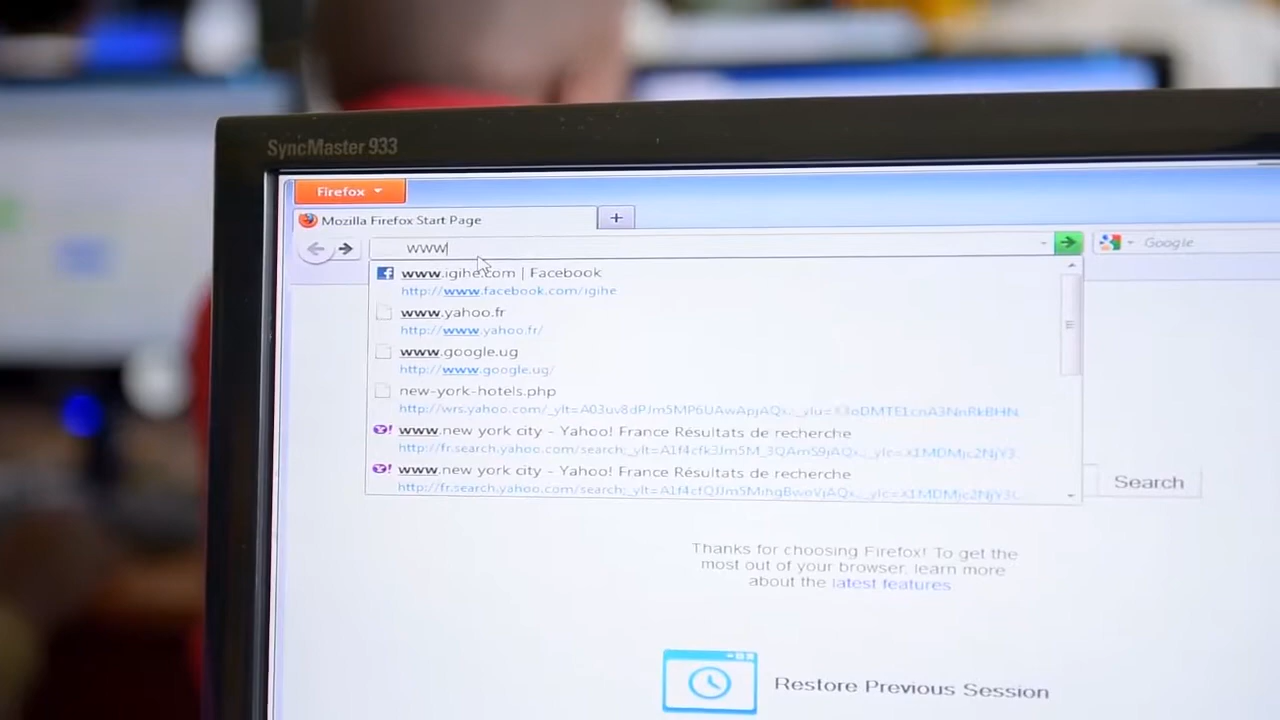 SyncMaster 933
Firefox
Mozilla Firefox Start Page
www
Google
www.igihe.com | Facebook
http://www.facebook.com/igihe
www.yahoo.fr
http://www.yahoo.fr/
www.google.ug
http://www.google.ug/
new-york-hotels.php
www.new york city - Yahoo! France Résultats de recherche
www.new york city - Yahoo! France Résultats de recherche
Search
Thanks for choosing Firefox! To get the
most out of your browser, learn more
about the latest features
Restore Previous Session